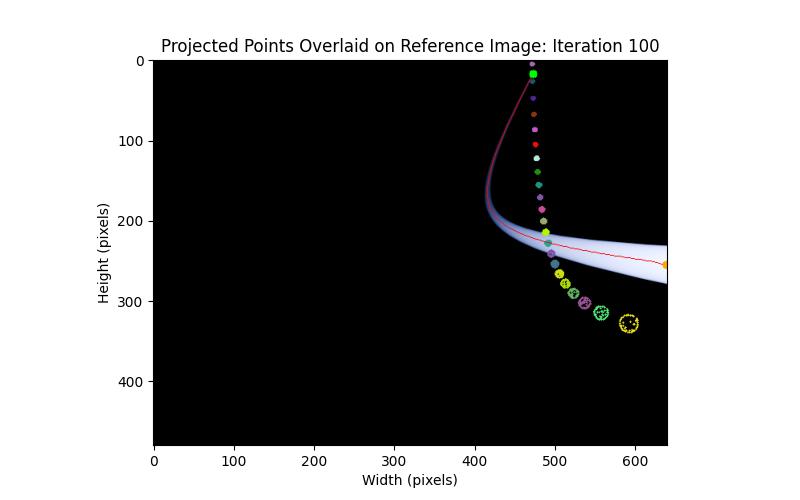 Projected Points Overlaid on Reference Image: Iteration 100
0
100
200
300
400
Height (pixels)
0 100 200 300 400 500 600
Width (pixels)